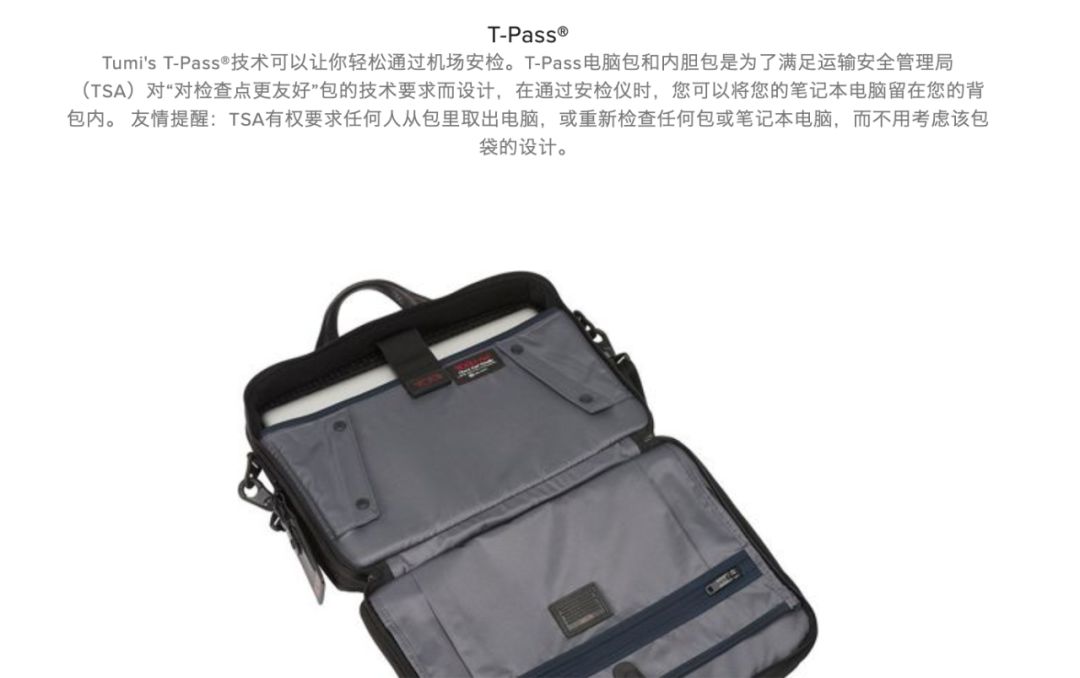 T-Pass®
Tumi's T-Pass®技术可以让你轻松通过机场安检。T-Pass电脑包和内胆包是为了满足运输安全管理局
（TSA）对“对检查点更友好”包的技术要求而设计，在通过安检仪时，您可以将您的笔记本电脑留在您的背
包内。 友情提醒：TSA有权要求任何人从包里取出电脑，或重新检查任何包或笔记本电脑，而不用考虑该包
袋的设计。